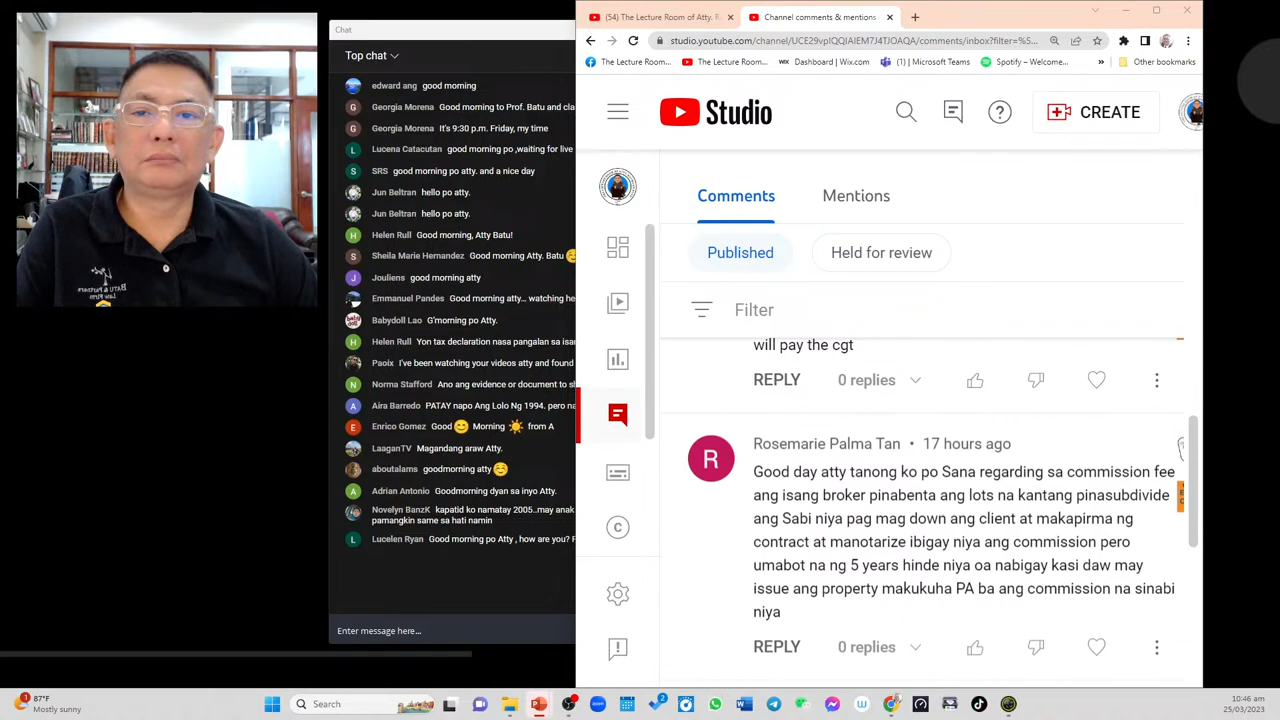 Chat
Top chat
edward ang good morning
Georgia Morena Good morning to Prof. Batu and cla
Georgia Morena It's 9:30 p.m. Friday, my time
Lucena Catacutan good morning po ,waiting for live
SRS good morning po atty. and a nice day
Jun Beltran hello po atty.
Jun Beltran hello po atty.
Helen Rull Good morning, Atty Batu!
Sheila Marie Hernandez Good morning Atty. Batu 😊
Jouliens good morning atty
Emmanuel Pandes Good morning atty... watching he
Babydoll Lao G'morning po Atty.
Helen Rull Yon tax declaration nasa pangalan sa isan
Paoix I've been watching your videos atty and found
Norma Stafford Ano ang evidence or document to sh
Aira Barredo PATAY napo Ang Lolo Ng 1994. pero na
Enrico Gomez Good 😊 Morning ☀️ from A
LaaganTV Magandang araw Atty.
aboutalams goodmorning atty ☺️
Adrian Antonio Goodmorning dyan sa inyo Atty.
Novelyn BanzK kapatid ko namatay 2005..may anak
pamangkin same sa hati namin
Lucelen Ryan Good morning po Atty , how are you? F
Enter message here...
(54) The Lecture Room of Atty. R
Channel comments & mentions
studio.youtube.com/channel/UCE29vpIQQIAIEM7J4TJOAQA/comments/inbox?filter=%5...
The Lecture Room...
The Lecture Room...
Dashboard | Wix.com
(1) | Microsoft Teams
Spotify – Welcome...
»
Other bookmarks
Studio
CREATE
Comments
Mentions
Published
Held for review
Filter
will pay the cgt
REPLY 0 replies
R
Rosemarie Palma Tan • 17 hours ago
Good day atty tanong ko po Sana regarding sa commission fee
ang isang broker pinabenta ang lots na kantang pinasubdivide
ang Sabi niya pag mag down ang client at makapirma ng
contract at manotarize ibigay niya ang commission pero
umabot na ng 5 years hinde niya oa nabigay kasi daw may
issue ang property makukuha PA ba ang commission na sinabi
niya
REPLY 0 replies
BATU & Partners
Law Firm
87°F
Mostly sunny
Search
10:46 am
25/03/2023